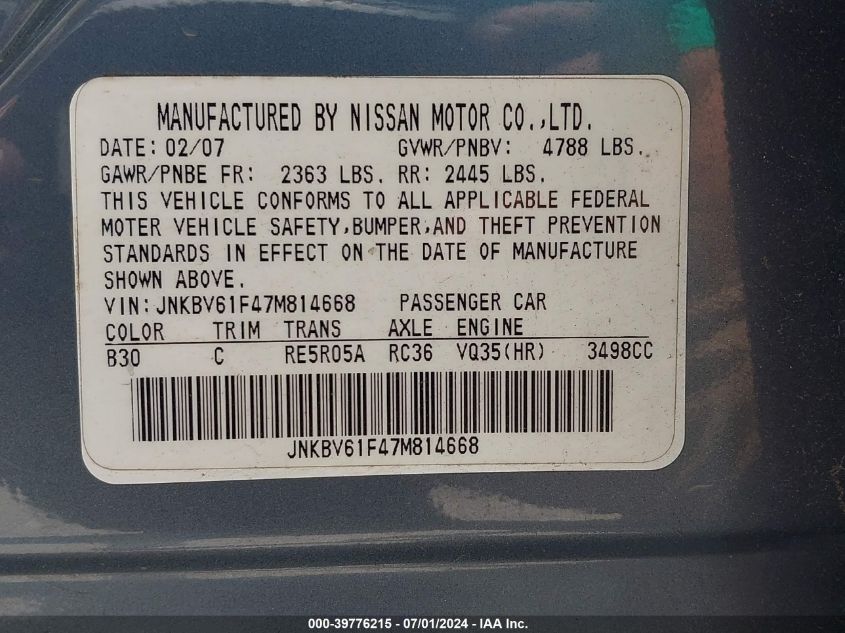 MANUFACTURED BY NISSAN MOTOR CO.,LTD.
DATE: 02/07 GVWR/PNBV: 4788 LBS.
GAWR/PNBE FR: 2363 LBS. RR: 2445 LBS.
THIS VEHICLE CONFORMS TO ALL APPLICABLE FEDERAL
MOTER VEHICLE SAFETY,BUMPER,AND THEFT PREVENTION
STANDARDS IN EFFECT ON THE DATE OF MANUFACTURE
SHOWN ABOVE.
VIN:JNKBV61F47M814668 PASSENGER CAR
COLOR TRIM TRANS AXLE ENGINE
B30 C RE5R05A RC36 VQ35(HR) 3498CC
JNKBV61F47M814668
000-39776215 - 07/01/2024 - IAA Inc.